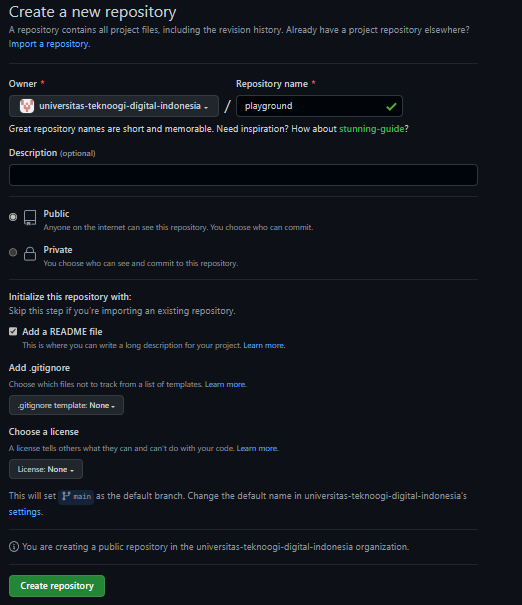 Create a new repository
A repository contains all project files, including the revision history. Already have a project repository elsewhere?
Import a repository.
Owner *
Repository name *
universitas-teknoogi-digital-indonesia
/
playground
Great repository names are short and memorable. Need inspiration? How about stunning-guide?
Description (optional)
Public
Anyone on the internet can see this repository. You choose who can commit.
Private
You choose who can see and commit to this repository.
Initialize this repository with:
Skip this step if you're importing an existing repository.
Add a README file
This is where you can write a long description for your project. Learn more.
Add .gitignore
Choose which files not to track from a list of templates. Learn more.
.gitignore template: None
Choose a license
A license tells others what they can and can't do with your code. Learn more.
License: None
This will set main as the default branch. Change the default name in universitas-teknoogi-digital-indonesia's
settings.
You are creating a public repository in the universitas-teknoogi-digital-indonesia organization.
Create repository